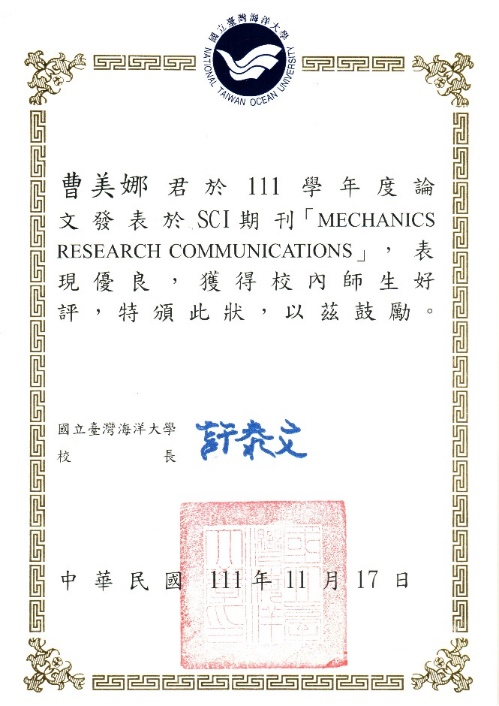 國立臺灣海洋大學
NATIONAL TAIWAN OCEAN UNIVERSITY
曹美娜 君於 111 學年度論
文發表於 SCI 期刊「MECHANICS
RESEARCH COMMUNICATIONS」，表
現優良，獲得校內師生好
評，特頒此狀，以茲鼓勵。
國立臺灣海洋大學
校長 許泰文
中華民國 111 年 11 月 17 日